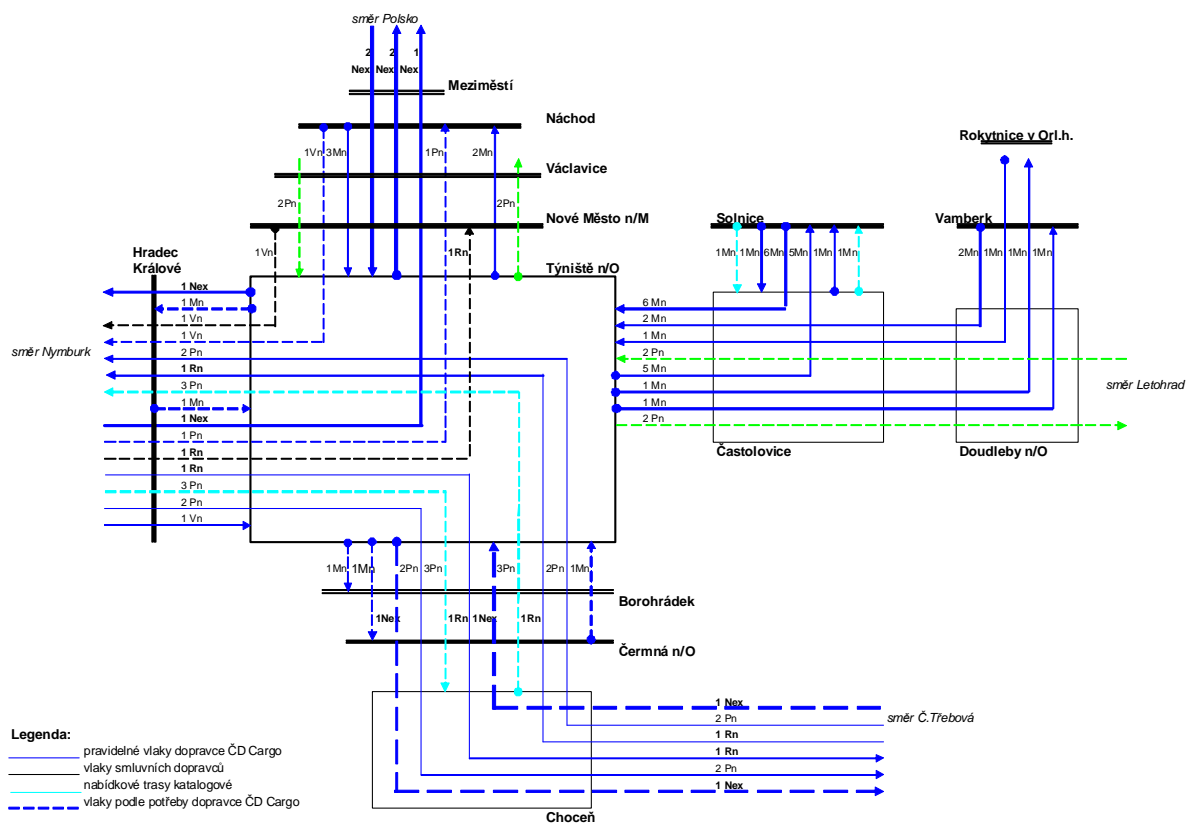 směr Polsko
2 2 1
Nex Nex Nex
Meziměstí
Náchod
Rokytnice v Orl.h.
1Vn 3Mn 1Pn 2Mn
Václavice
2Pn 2Pn
Nové Město n/M
Solnice
Vamberk
Hradec
Králové
1Vn 1Rn
1Mn 1Mn 6Mn 5Mn 1Mn 1Mn
2Mn 1Mn 1Mn 1Mn
Týniště n/O
1 Nex
1 Mn
1 Vn
1 Vn
směr Nymburk
2 Pn
1 Rn
3 Pn
1 Mn
1 Nex
1 Pn
1 Rn
1 Rn
3 Pn
2 Pn
1 Vn
6 Mn
2 Mn
1 Mn
2 Pn
5 Mn
1 Mn
1 Mn
2 Pn
směr Letohrad
Častolovice
Doudleby n/O
1Mn 1Mn 2Pn 3Pn 3Pn 2Pn 1Mn
Borohrádek
1Nex 1Rn 1Nex 1Rn
Čermná n/O
1 Nex
2 Pn
směr Č.Třebová
1 Rn
1 Rn
2 Pn
1 Nex
Choceň
Legenda:
pravidelné vlaky dopravce ČD Cargo
vlaky smluvních dopravců
nabídkové trasy katalogové
vlaky podle potřeby dopravce ČD Cargo